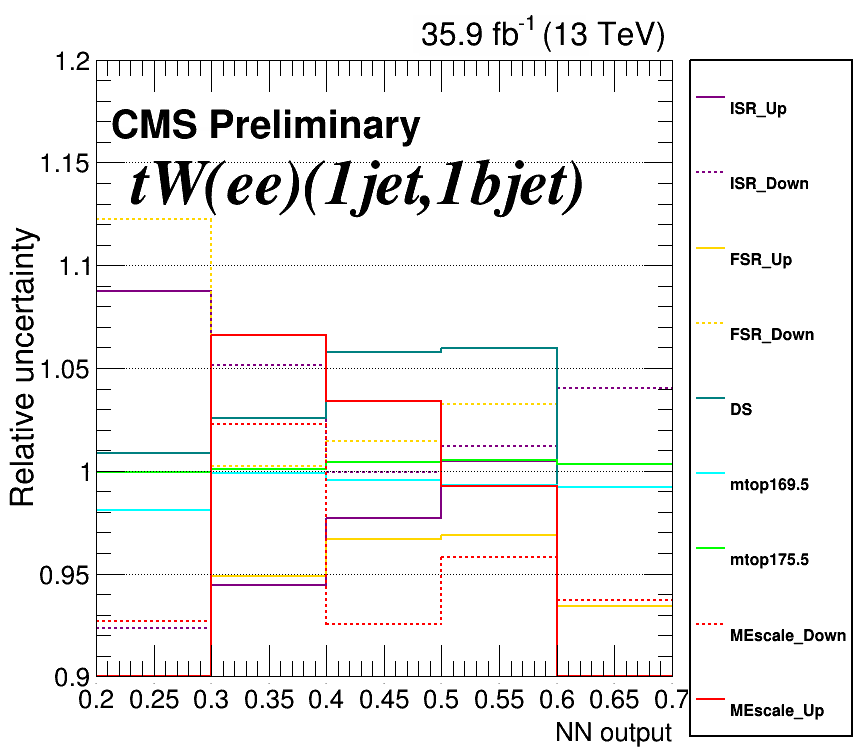 35.9 fb-1 (13 TeV)
CMS Preliminary
tW(ee)(1jet,1bjet)
Relative uncertainty
1.2
1.15
1.1
1.05
1
0.95
0.9
0.2 0.25 0.3 0.35 0.4 0.45 0.5 0.55 0.6 0.65 0.7
NN output
ISR_Up
ISR_Down
FSR_Up
FSR_Down
DS
mtop169.5
mtop175.5
MEscale_Down
MEscale_Up